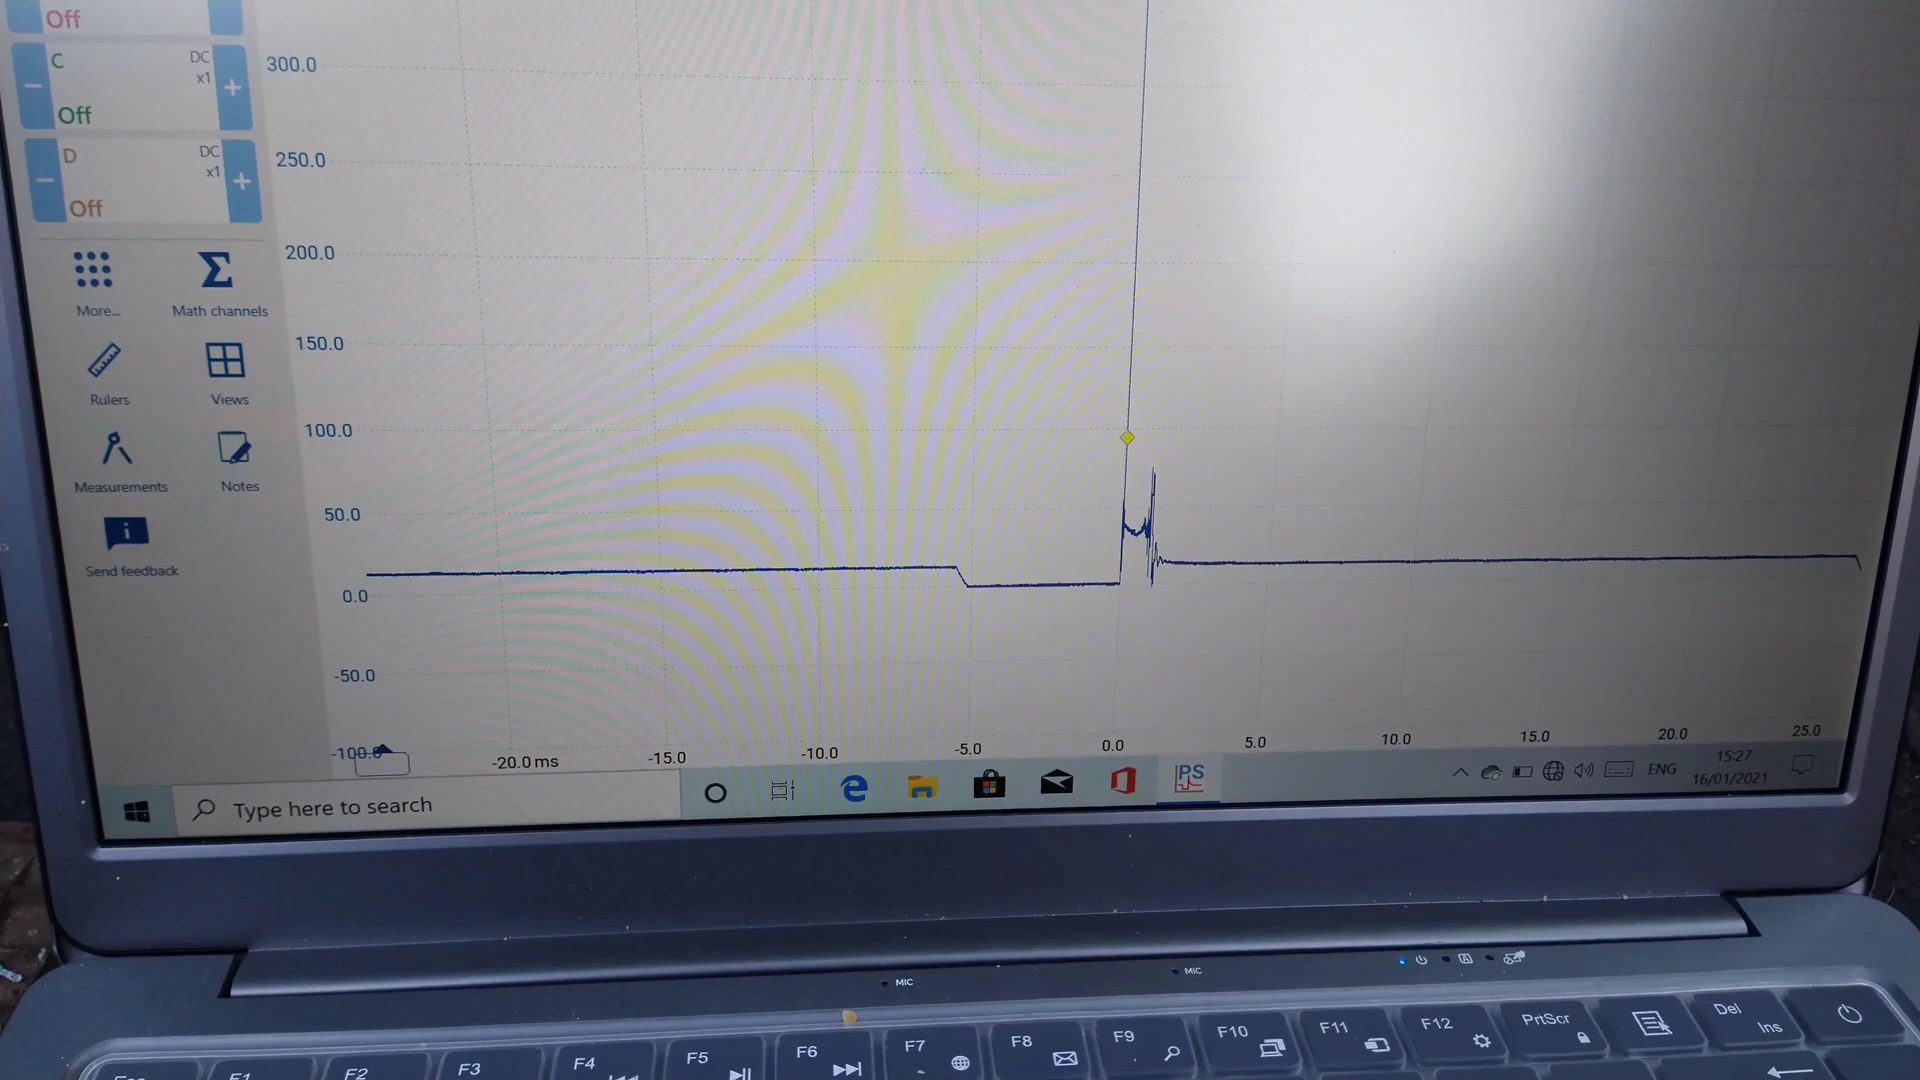 Off
C DC
x1
Off
D DC
x1
Off
More...
Math channels
Rulers
Views
Measurements
Notes
Send feedback
300.0
250.0
200.0
150.0
100.0
50.0
0.0
-50.0
-100.0
-20.0 ms -15.0 -10.0 -5.0 0.0 5.0 10.0 15.0 20.0 25.0
Type here to search
PS
ENG
15:27
16/01/2021
MIC
MIC
F1 F2 F3 F4 F5 F6 F7 F8 F9 F10 F11 F12 PrtScr Del
Ins